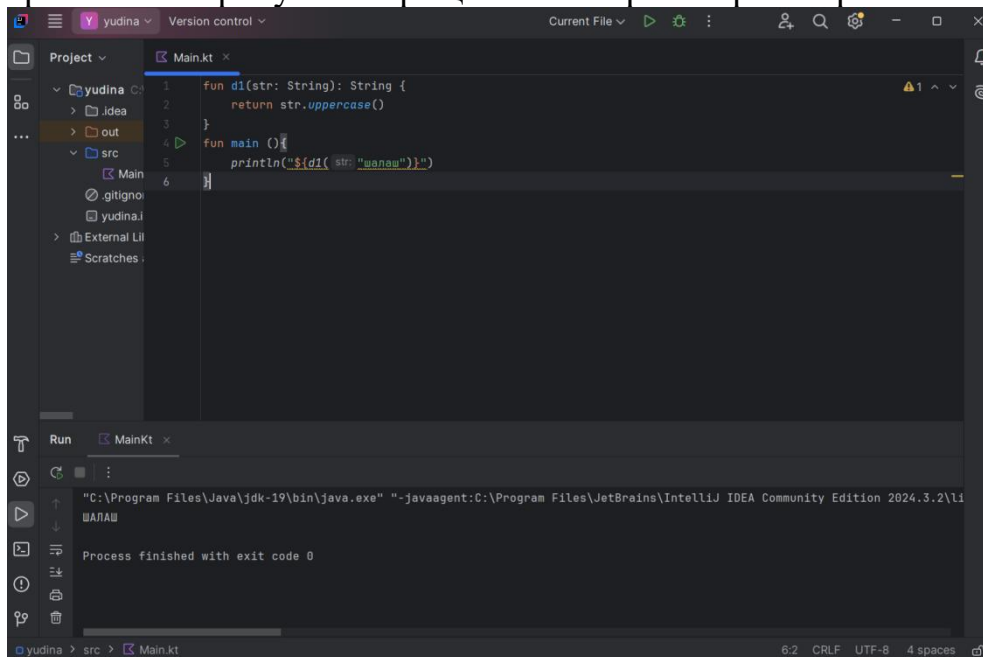 Y yudina Version control Current File
Project Main.kt
yudina C:
.idea
out
src
Main
.gitigno
yudina.i
External Lil
Scratches
1 fun d1(str: String): String {
2 return str.uppercase()
3 }
4 fun main (){
5 println("${d1( str: "шалаш")}")
6 }
1
Run MainKt
"C:\Program Files\Java\jdk-19\bin\java.exe" "-javaagent:C:\Program Files\JetBrains\IntelliJ IDEA Community Edition 2024.3.2\li
ШАЛАШ
Process finished with exit code 0
yudina > src > Main.kt 6:2 CRLF UTF-8 4 spaces